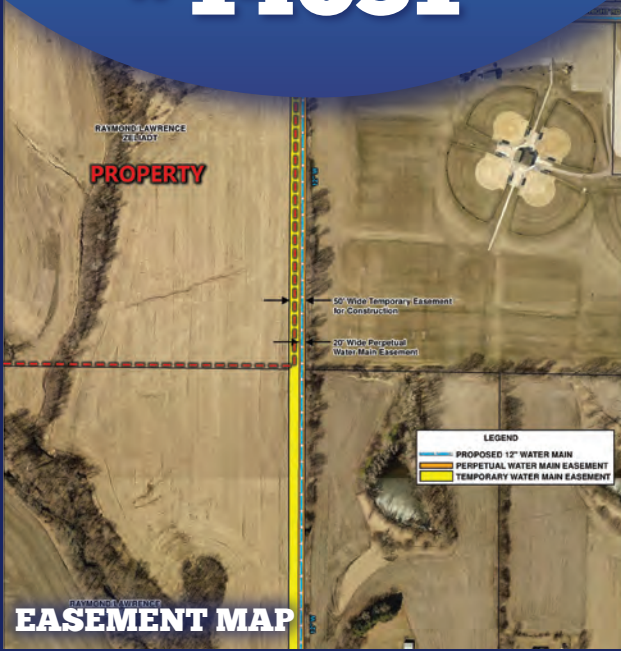 RAYMOND LAWRENCE
ZELIADT
PROPERTY
50' Wide Temporary Easement
for Construction
20' Wide Perpetual
Water Main Easement
LEGEND
PROPOSED 12" WATER MAIN
PERPETUAL WATER MAIN EASEMENT
TEMPORARY WATER MAIN EASEMENT
RAYMOND LAWRENCE
EASEMENT MAP